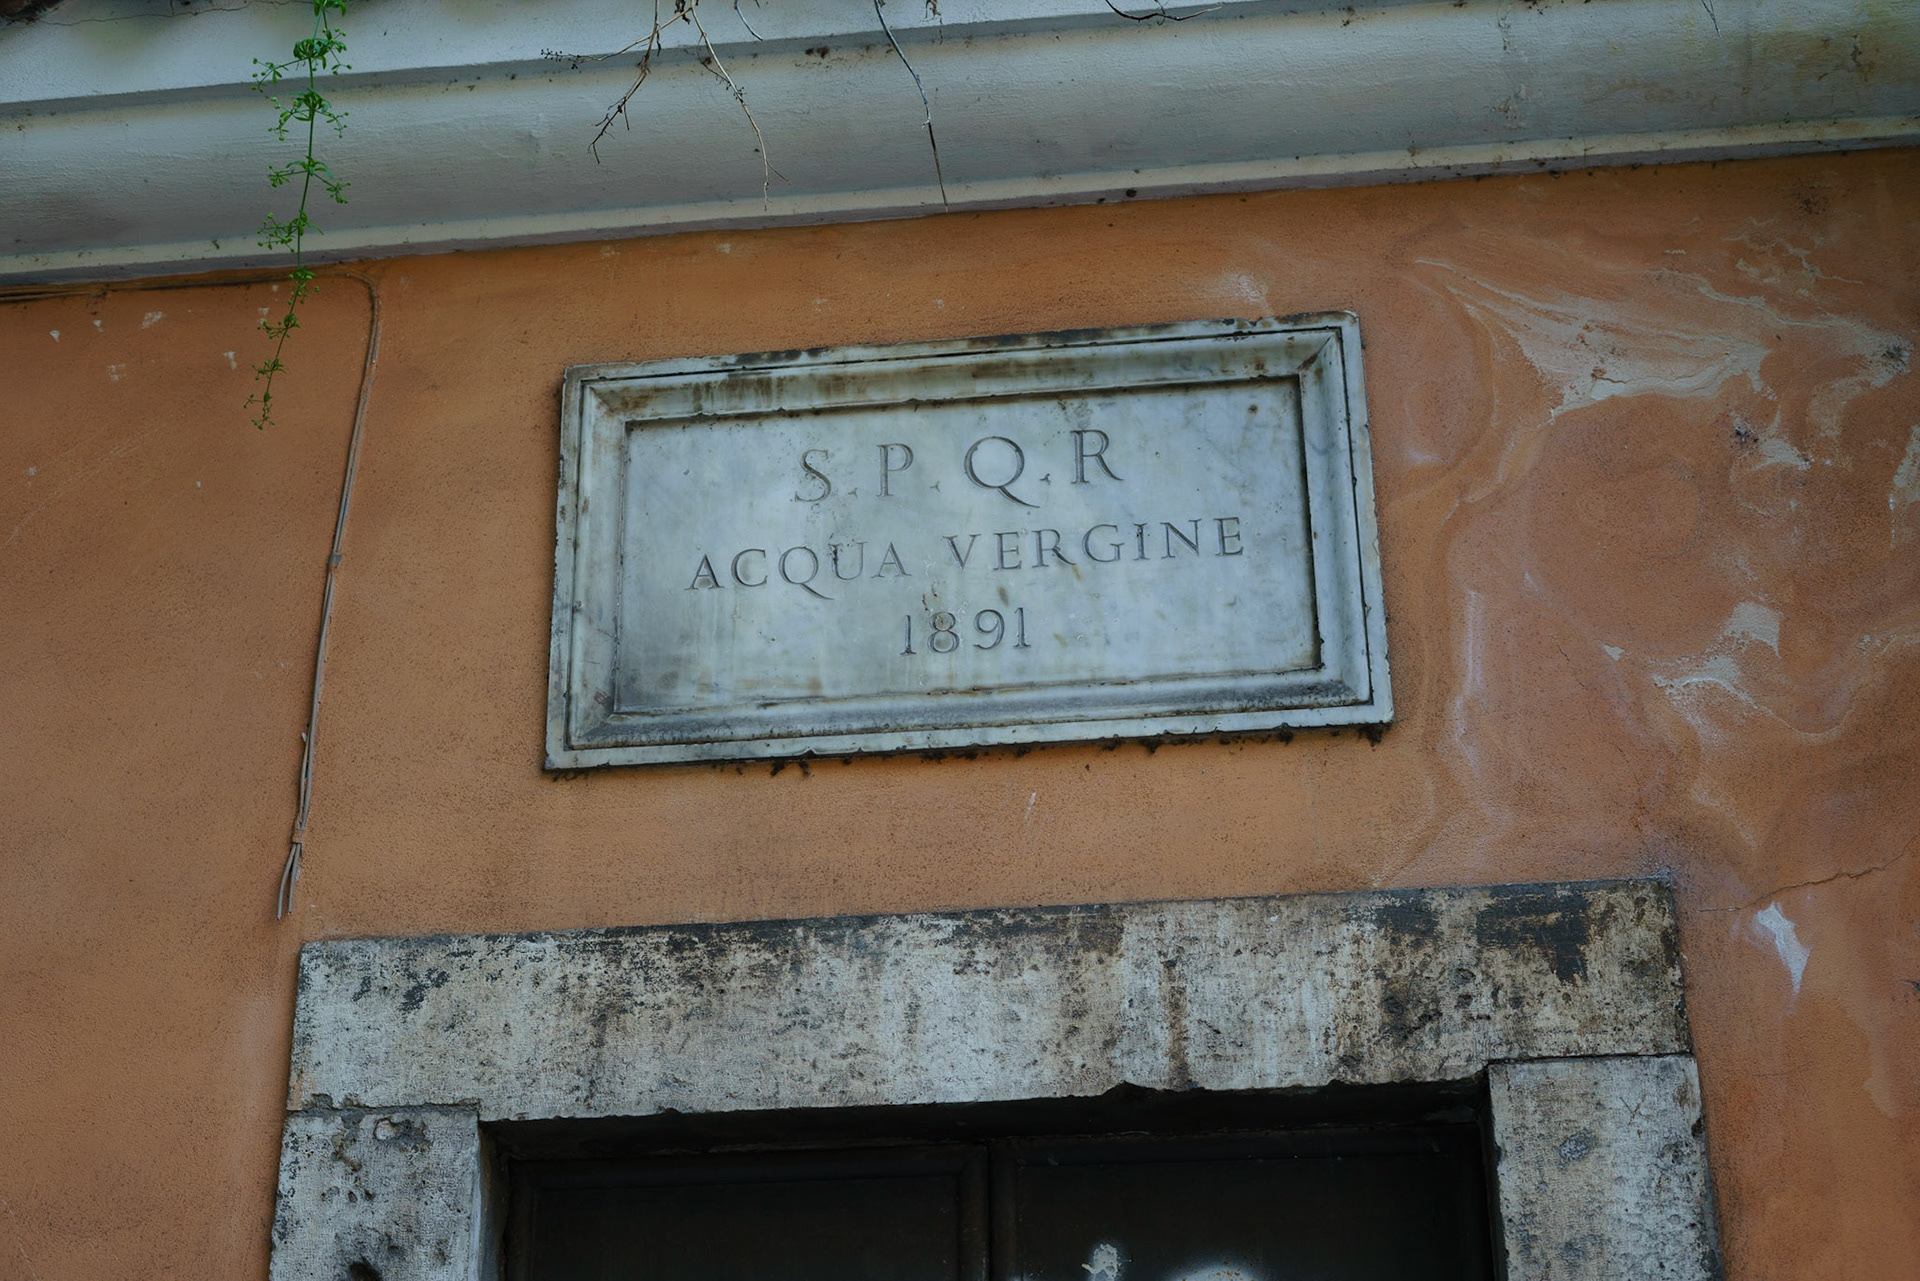 S.P.Q.R
ACQUA VERGINE
1891